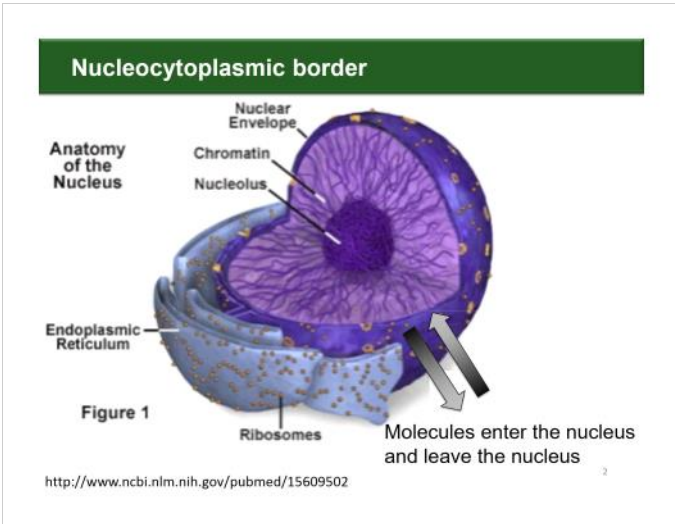 Nucleocytoplasmic border
Nuclear
Envelope
Anatomy
of the
Nucleus
Chromatin
Nucleolus
Endoplasmic
Reticulum
Figure 1
Ribosomes
Molecules enter the nucleus
and leave the nucleus
2
http://www.ncbi.nlm.nih.gov/pubmed/15609502